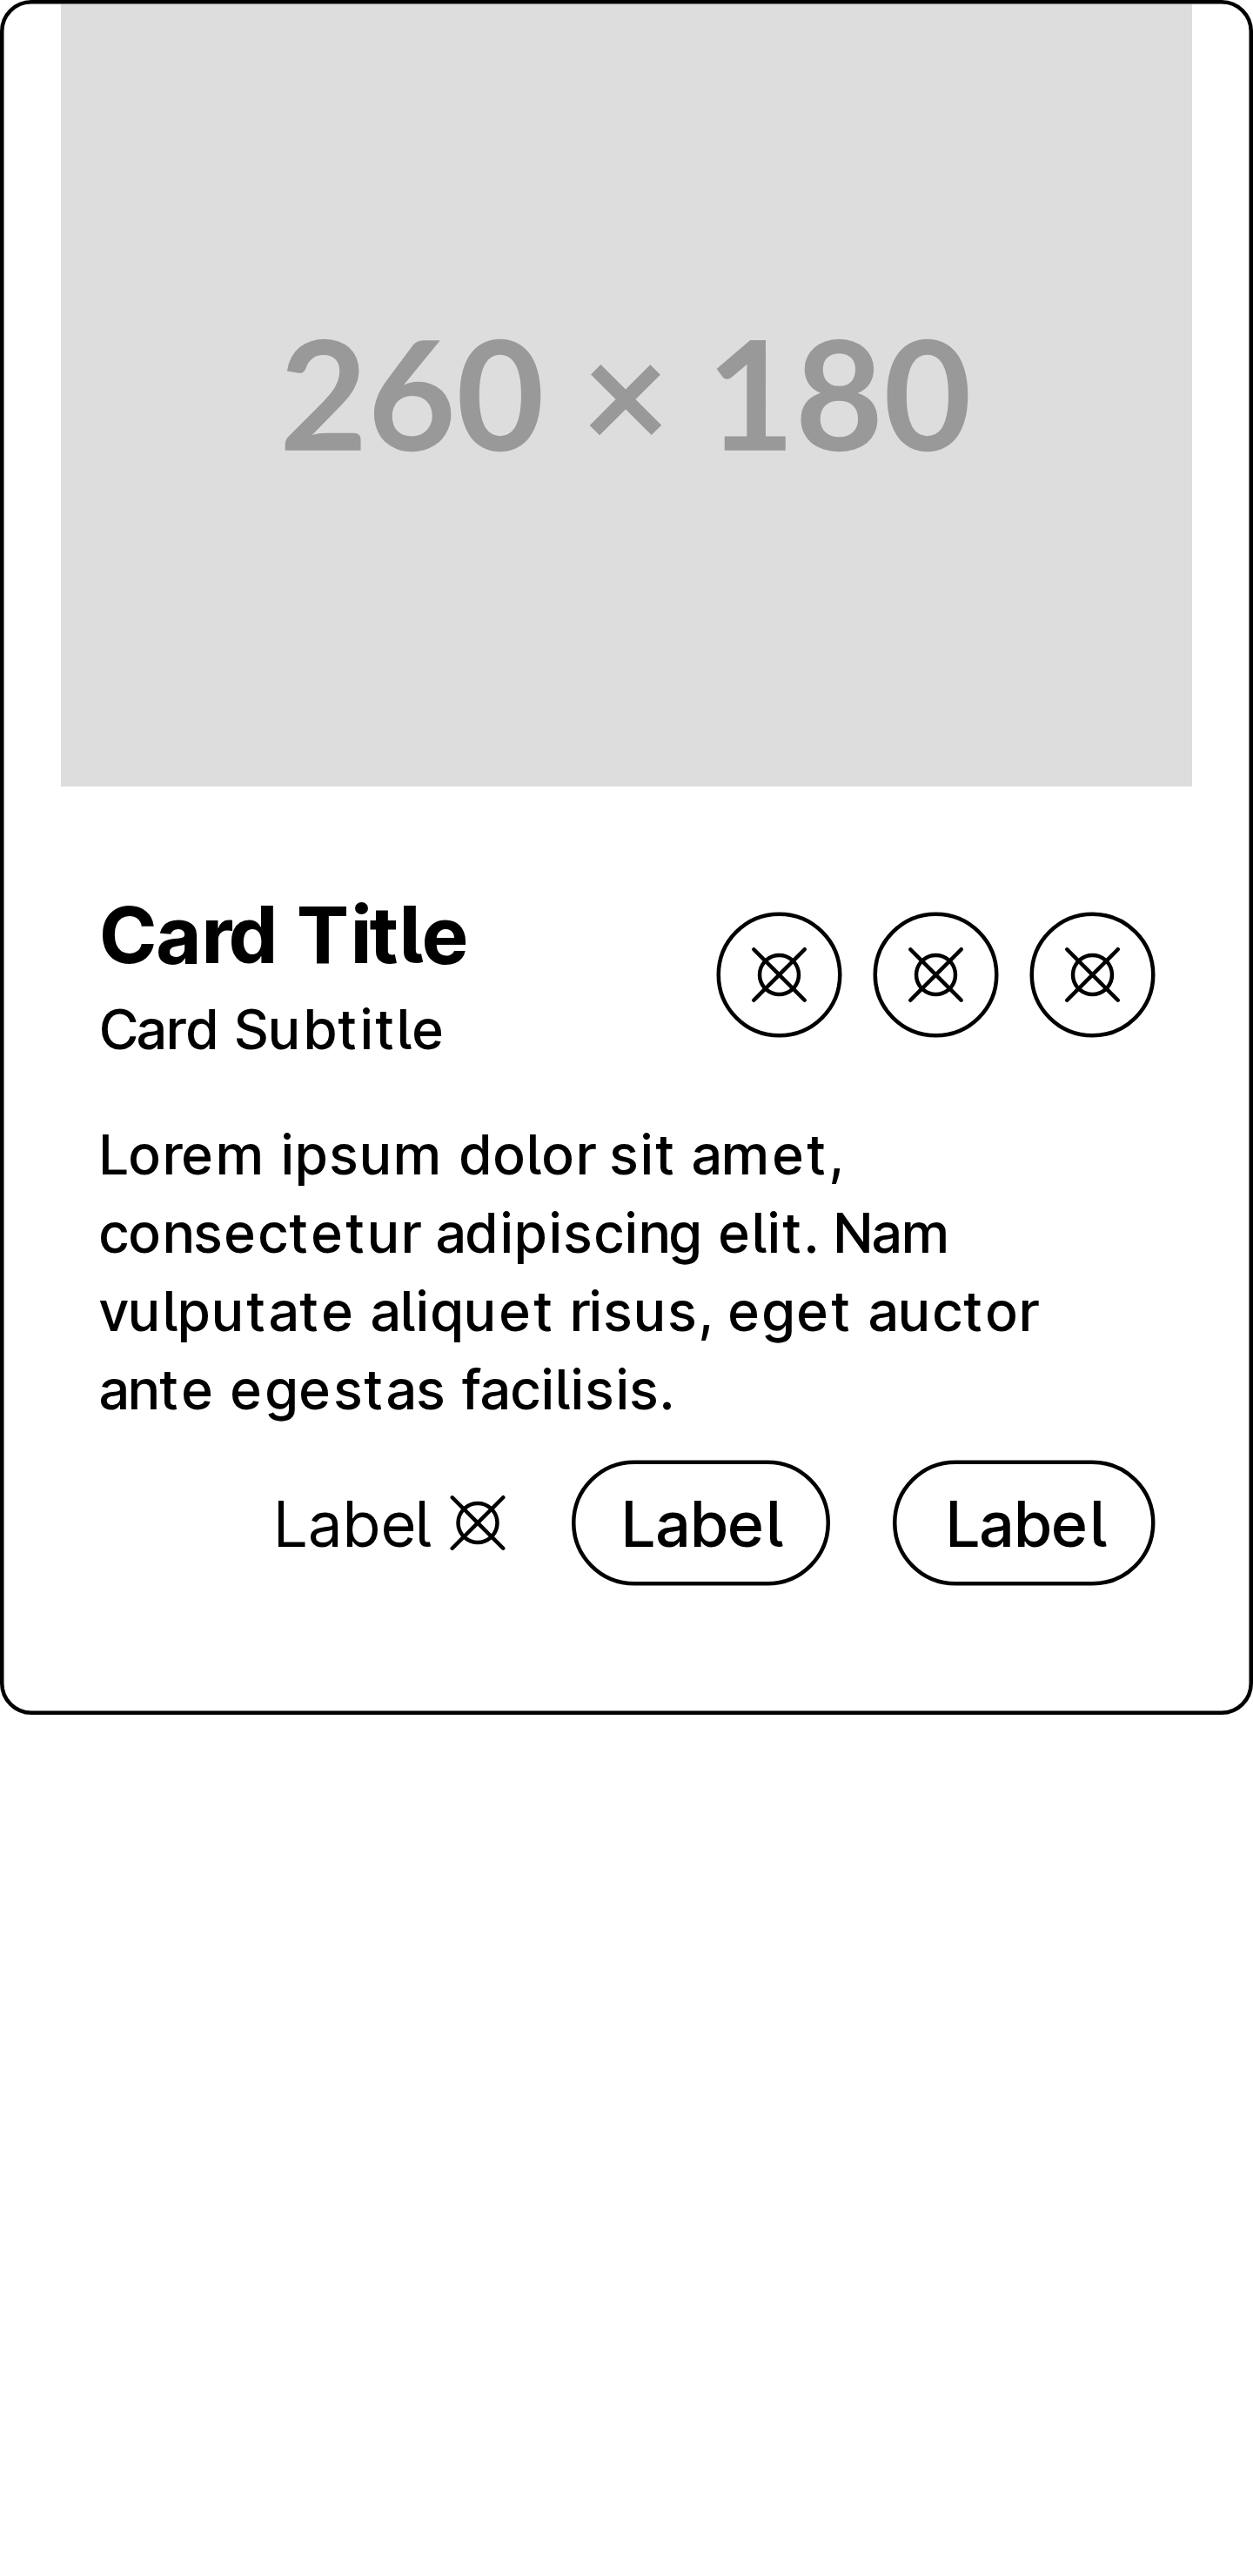 260 × 180
Card Title
Card Subtitle
Lorem ipsum dolor sit amet,
consectetur adipiscing elit. Nam
vulputate aliquet risus, eget auctor
ante egestas facilisis.
Label Label Label